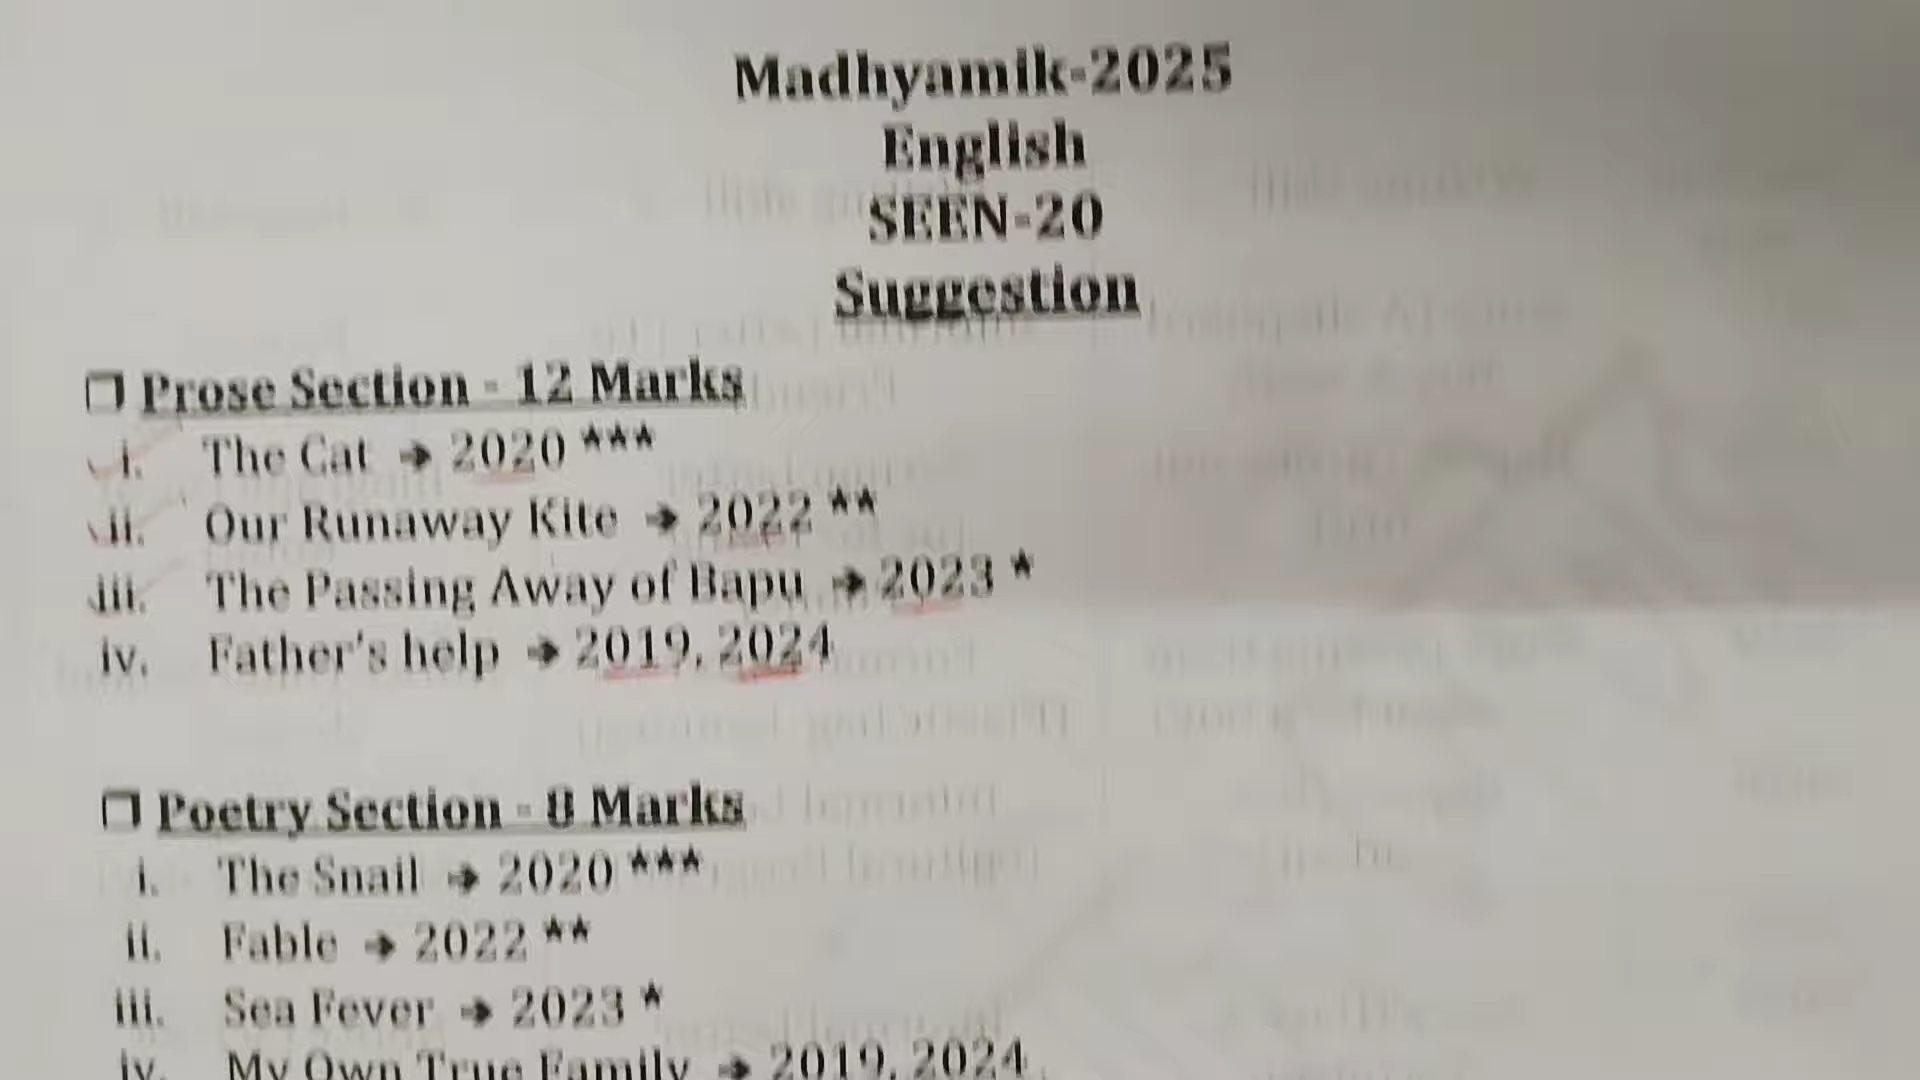 Madhyamik-2025
English
SEEN-20
Suggestion
❒ Prose Section - 12 Marks
i. The Cat ➔ 2020 ***
ii. Our Runaway Kite ➔ 2022 **
iii. The Passing Away of Bapu ➔ 2023 *
iv. Father's help ➔ 2019, 2024
❒ Poetry Section - 8 Marks
i. The Snail ➔ 2020 ***
ii. Fable ➔ 2022 **
iii. Sea Fever ➔ 2023 *
iv. My Own True Family ➔ 2019, 2024